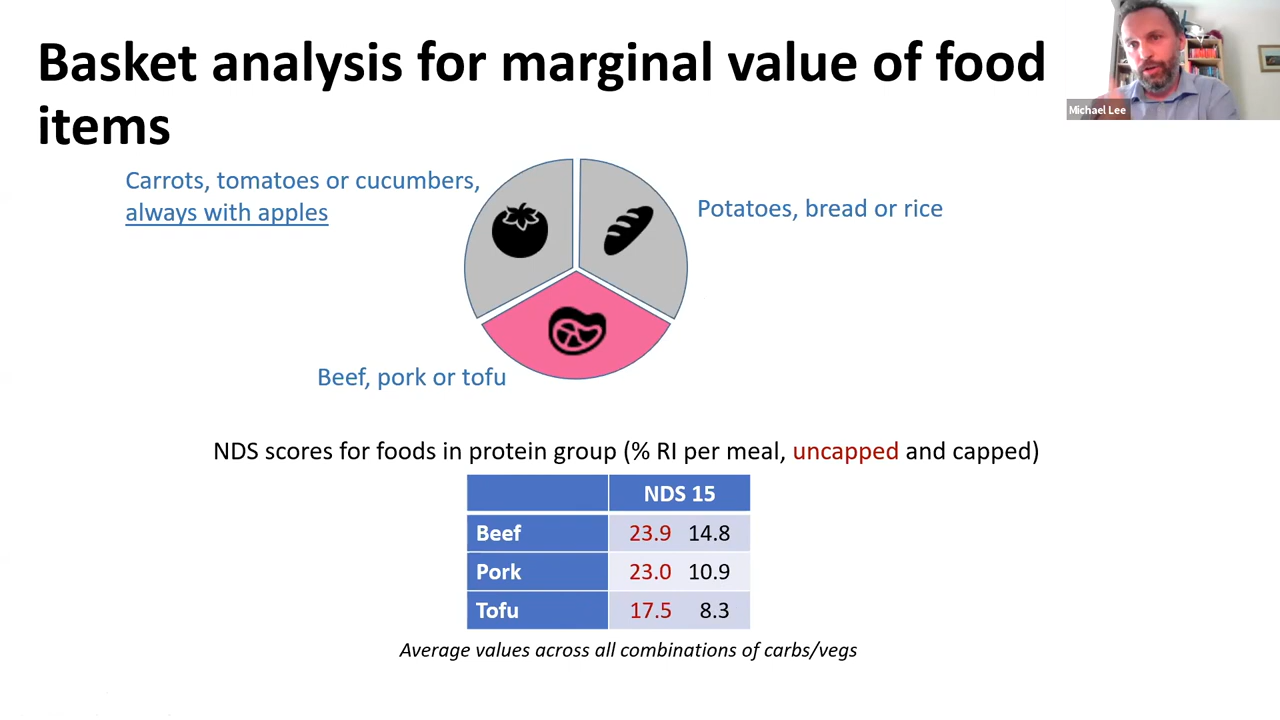 Basket analysis for marginal value of food
items
Michael Lee
Carrots, tomatoes or cucumbers,
always with apples
Potatoes, bread or rice
Beef, pork or tofu
NDS scores for foods in protein group (% RI per meal, uncapped and capped)
NDS 15
Beef 23.9 14.8
Pork 23.0 10.9
Tofu 17.5 8.3
Average values across all combinations of carbs/vegs